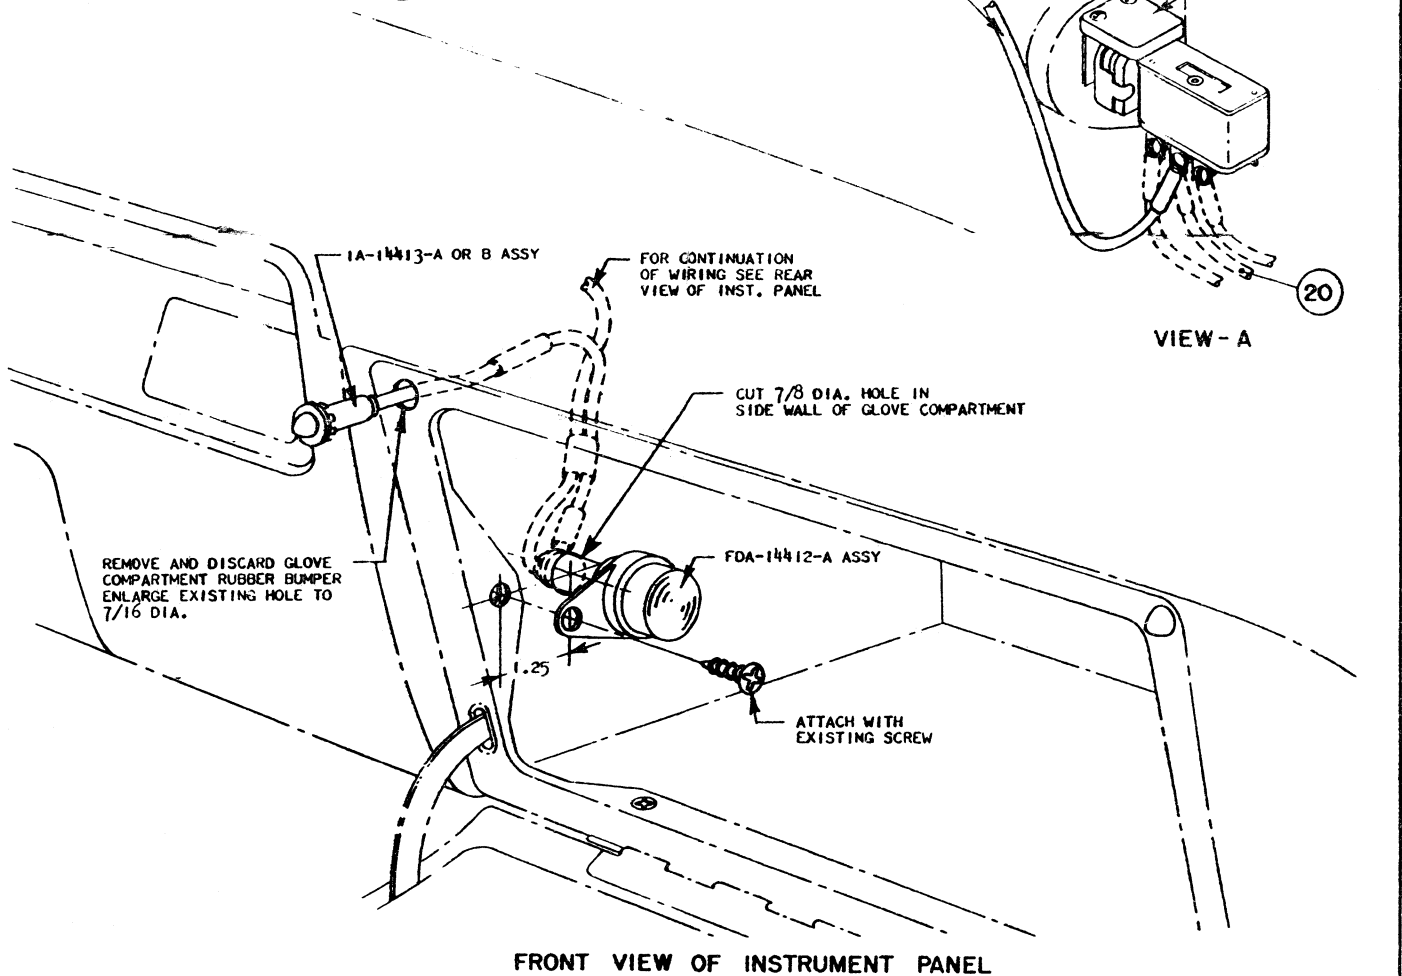 20
VIEW-A
1A-14413-A OR B ASSY
FOR CONTINUATION
OF WIRING SEE REAR
VIEW OF INST. PANEL
CUT 7/8 DIA. HOLE IN
SIDE WALL OF GLOVE COMPARTMENT
REMOVE AND DISCARD GLOVE
COMPARTMENT RUBBER BUMPER
ENLARGE EXISTING HOLE TO
7/16 DIA.
FDA-14412-A ASSY
.25
ATTACH WITH
EXISTING SCREW
FRONT VIEW OF INSTRUMENT PANEL